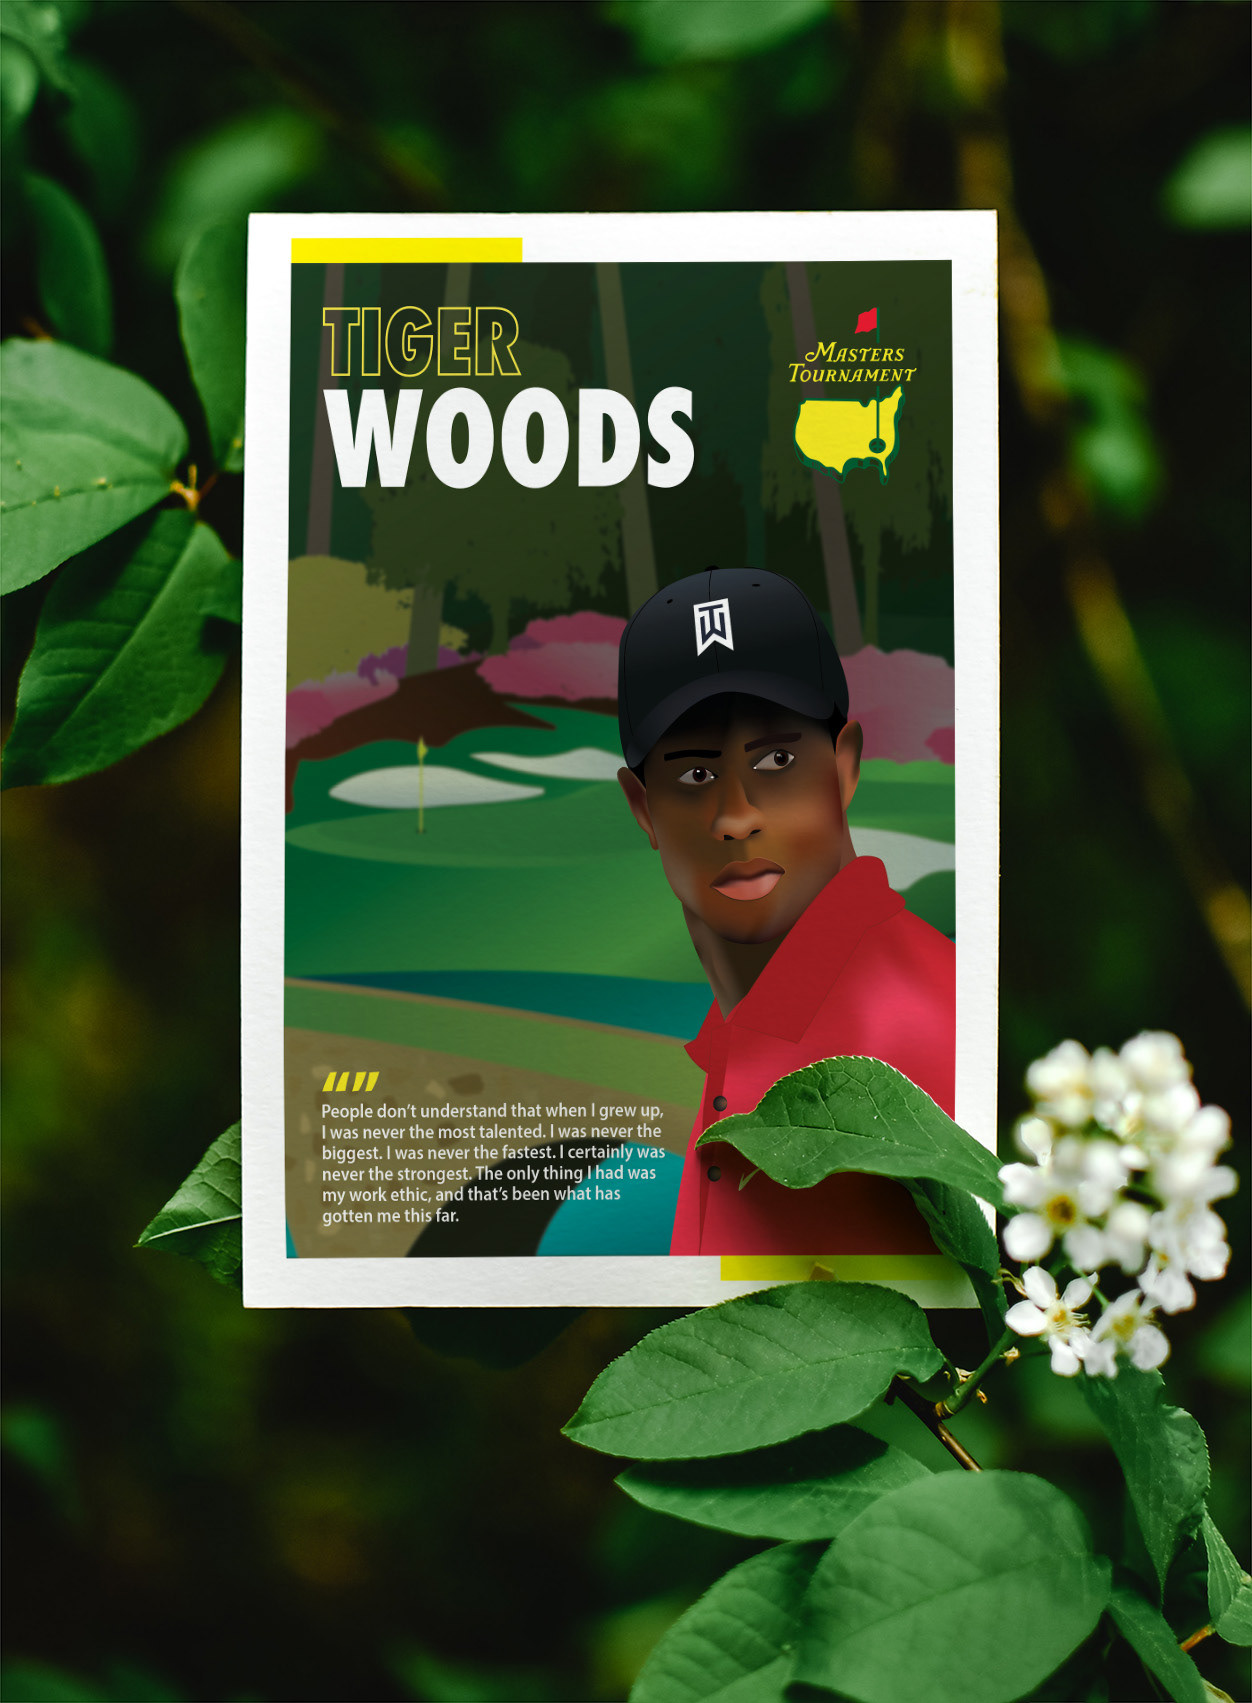 TIGER
WOODS
MASTERS
TOURNAMENT
TW
People don’t understand that when I grew up,
I was never the most talented. I was never the
biggest. I was never the fastest. I certainly was
never the strongest. The only thing I had was
my work ethic, and that’s been what has
gotten me this far.